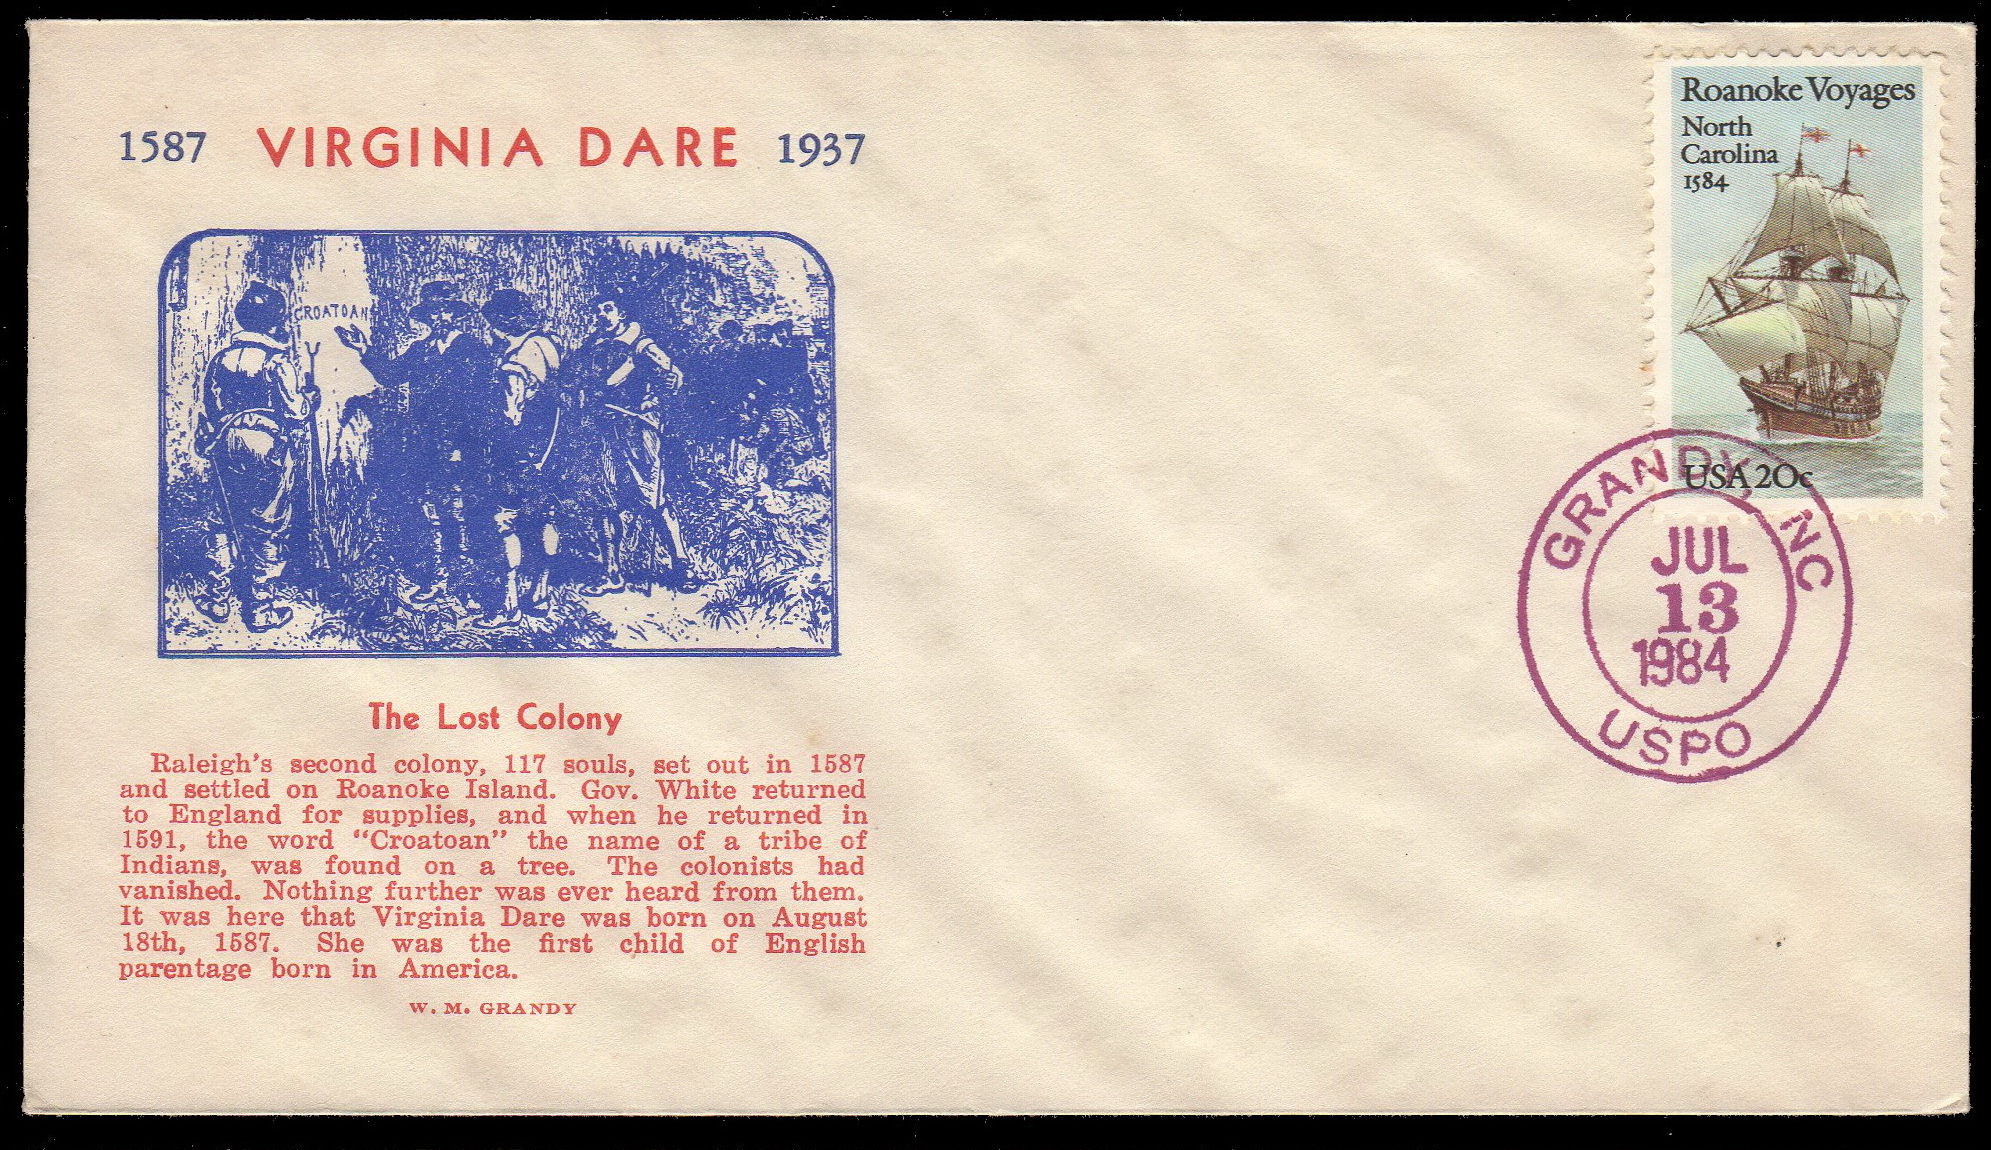 1587 VIRGINIA DARE 1937
CROATOAN
The Lost Colony
Raleigh's second colony, 117 souls, set out in 1587
and settled on Roanoke Island. Gov. White returned
to England for supplies, and when he returned in
1591, the word "Croatoan" the name of a tribe of
Indians, was found on a tree. The colonists had
vanished. Nothing further was ever heard from them.
It was here that Virginia Dare was born on August
18th, 1587. She was the first child of English
parentage born in America.
W. M. GRANDY
Roanoke Voyages
North
Carolina
1584
USA 20c
GRANDY, NC
JUL
13
1984
USPO